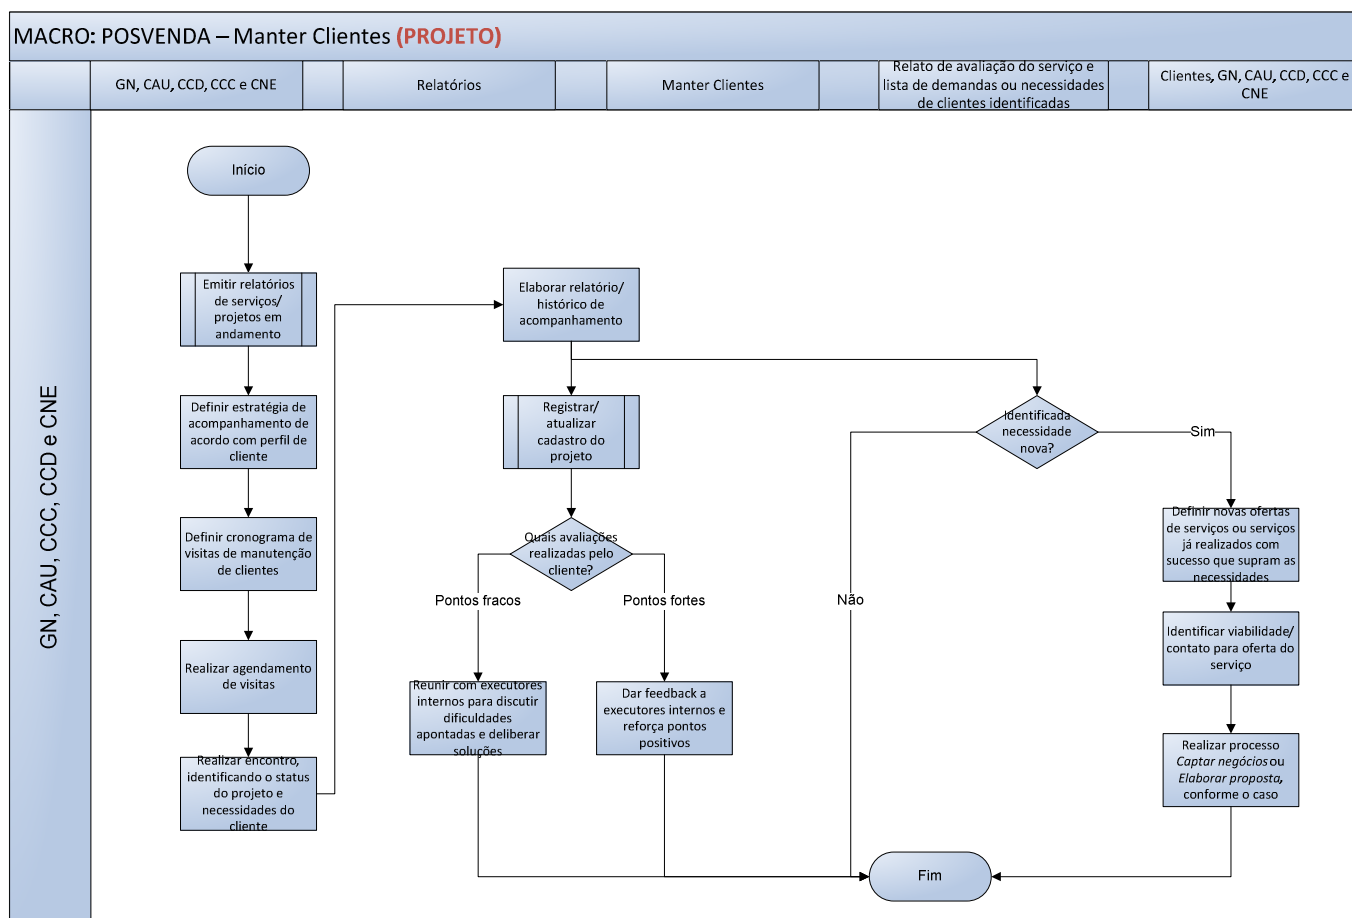 MACRO: POSVENDA – Manter Clientes (PROJETO)
GN, CAU, CCD, CCC e CNE
Relatórios
Manter Clientes
Relato de avaliação do serviço e
lista de demandas ou necessidades
de clientes identificadas
Clientes, GN, CAU, CCD, CCC e
CNE
GN, CAU, CCC, CCD e CNE
Início
Emitir relatórios
de serviços/
projetos em
andamento
Definir estratégia de
acompanhamento de
acordo com perfil de
cliente
Definir cronograma de
visitas de manutenção
de clientes
Realizar agendamento
de visitas
Realizar encontro,
identificando o status
do projeto e
necessidades do
cliente
Elaborar relatório/
histórico de
acompanhamento
Registrar/
atualizar
cadastro do
projeto
Quais avaliações
realizadas pelo
cliente?
Pontos fracos
Pontos fortes
Reunir com executores
internos para discutir
dificuldades
apontadas e deliberar
soluções
Dar feedback a
executores internos e
reforça pontos
positivos
Identificada
necessidade
nova?
Sim
Não
Definir novas ofertas
de serviços ou serviços
já realizados com
sucesso que supram as
necessidades
Identificar viabilidade/
contato para oferta do
serviço
Realizar processo
Captar negócios ou
Elaborar proposta,
conforme o caso
Fim